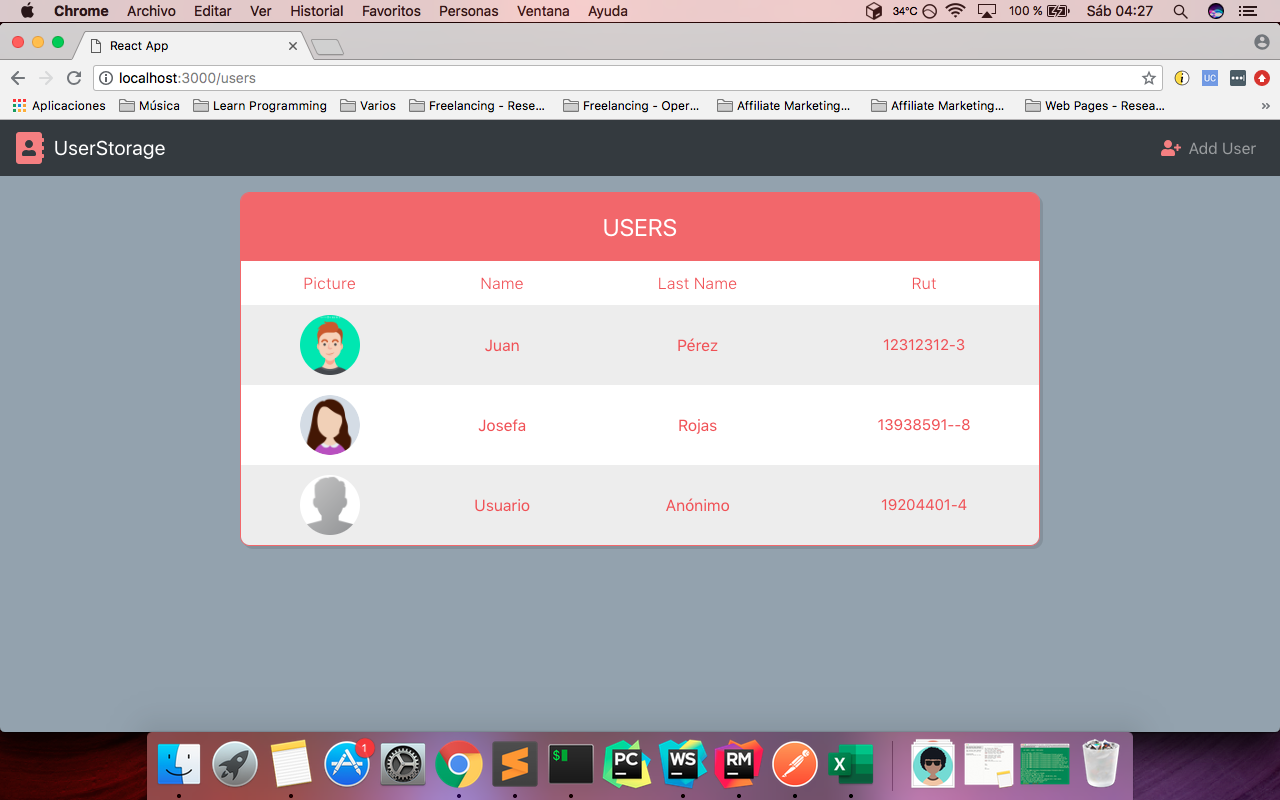 Chrome Archivo Editar Ver Historial Favoritos Personas Ventana Ayuda 34°C 100 % Sáb 04:27
React App
localhost:3000/users UC
Aplicaciones Música Learn Programming Varios Freelancing - Rese... Freelancing - Oper... Affiliate Marketing... Affiliate Marketing... Web Pages - Resea... »
UserStorage Add User
USERS
Picture Name Last Name Rut
Juan Pérez 12312312-3
Josefa Rojas 13938591--8
Usuario Anónimo 19204401-4
1 $ PC WS RM X